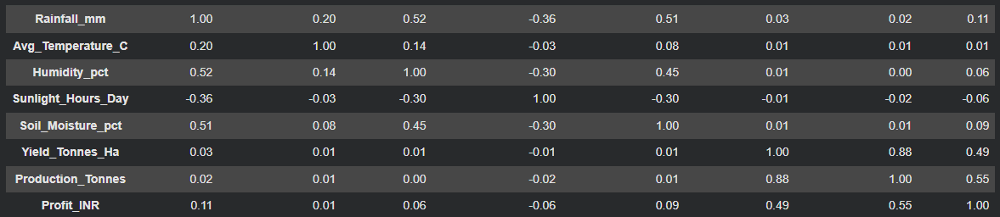 Rainfall_mm 1.00 0.20 0.52 -0.36 0.51 0.03 0.02 0.11
Avg_Temperature_C 0.20 1.00 0.14 -0.03 0.08 0.01 0.01 0.01
Humidity_pct 0.52 0.14 1.00 -0.30 0.45 0.01 0.00 0.06
Sunlight_Hours_Day -0.36 -0.03 -0.30 1.00 -0.30 -0.01 -0.02 -0.06
Soil_Moisture_pct 0.51 0.08 0.45 -0.30 1.00 0.01 0.01 0.09
Yield_Tonnes_Ha 0.03 0.01 0.01 -0.01 0.01 1.00 0.88 0.49
Production_Tonnes 0.02 0.01 0.00 -0.02 0.01 0.88 1.00 0.55
Profit_INR 0.11 0.01 0.06 -0.06 0.09 0.49 0.55 1.00